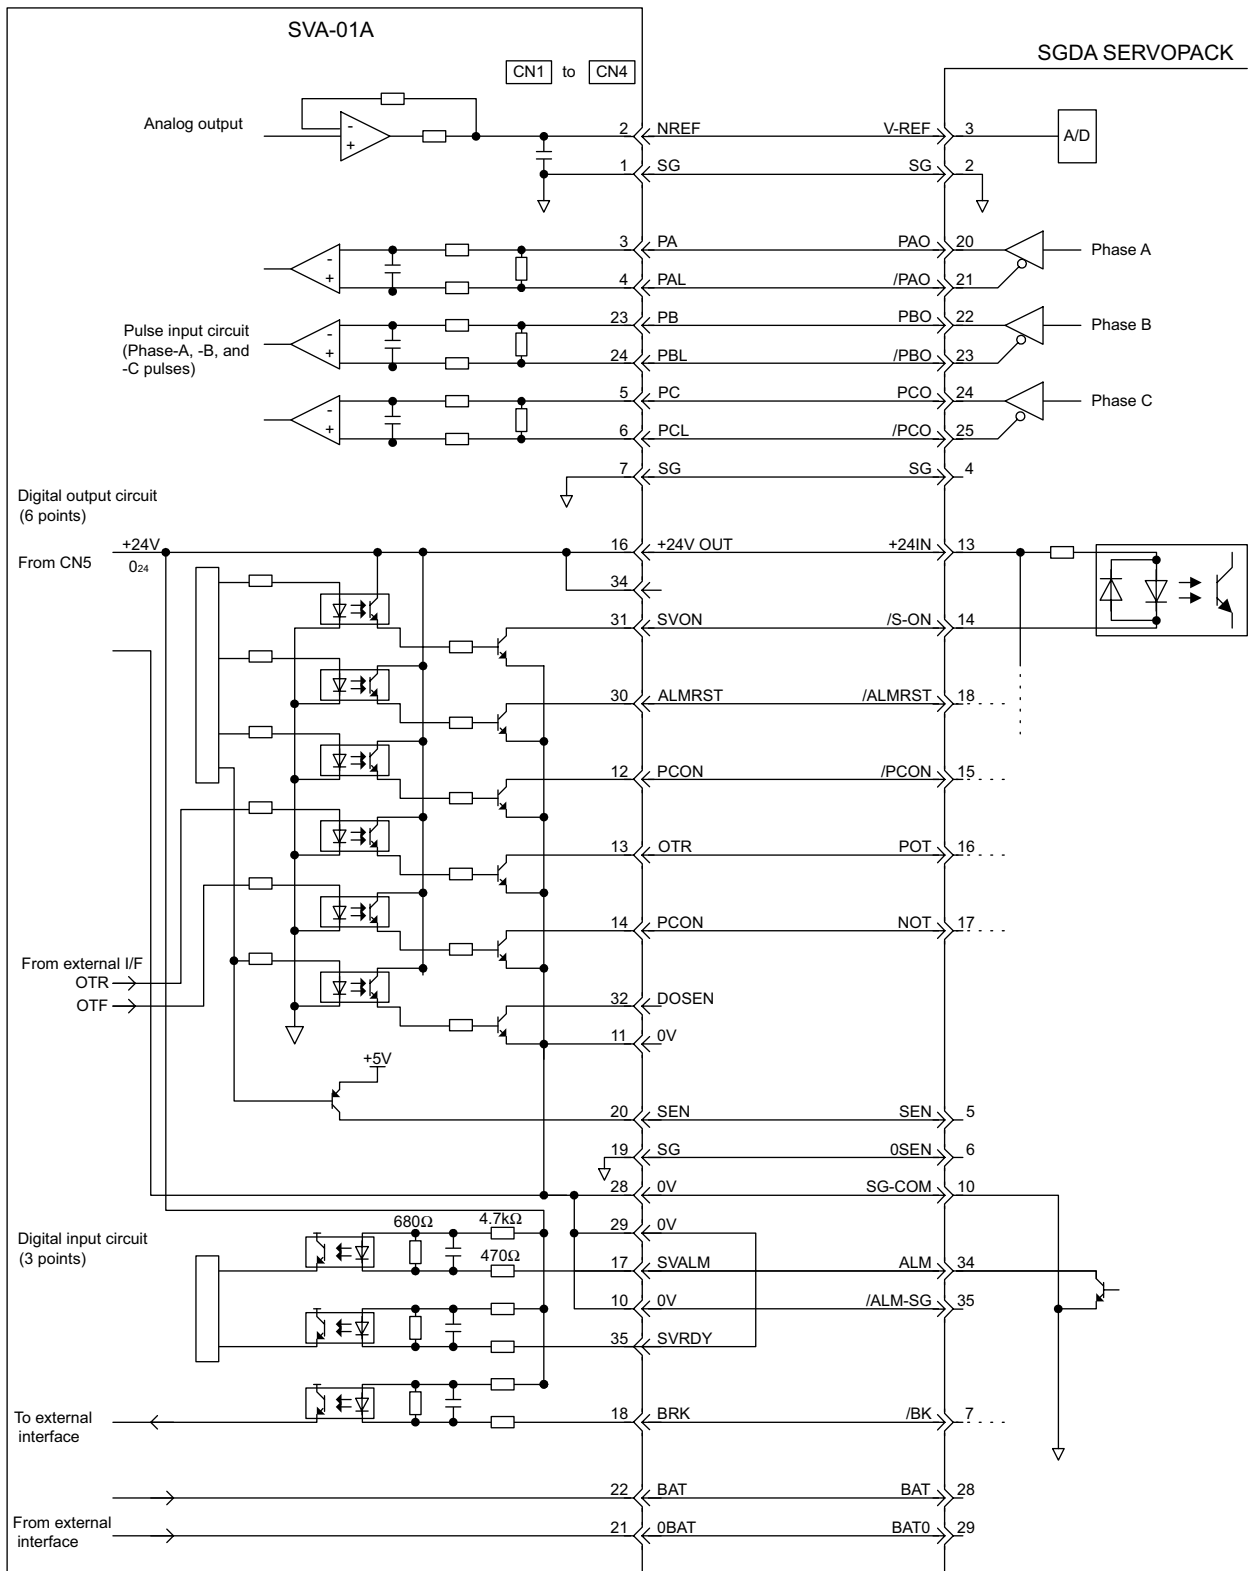 SVA-01A
SGDA SERVOPACK
CN1 to CN4
Analog output
2 NREF V-REF 3
A/D
1 SG SG 2
3 PA PAO 20 Phase A
4 PAL /PAO 21
23 PB PBO 22 Phase B
Pulse input circuit
(Phase-A, -B, and
-C pulses)
24 PBL /PBO 23
5 PC PCO 24 Phase C
6 PCL /PCO 25
7 SG SG 4
Digital output circuit
(6 points)
From CN5
+24V
024
16 +24V OUT +24IN 13
34
31 SVON /S-ON 14
30 ALMRST /ALMRST 18
12 PCON /PCON 15
13 OTR POT 16
14 PCON NOT 17
From external I/F
OTR
OTF
32 DOSEN
11 0V
+5V
20 SEN SEN 5
19 SG 0SEN 6
28 0V SG-COM 10
680Ω 4.7kΩ
29 0V
Digital input circuit
(3 points)
470Ω
17 SVALM ALM 34
10 0V /ALM-SG 35
35 SVRDY
To external
interface
18 BRK /BK 7
22 BAT BAT 28
From external
interface
21 0BAT BAT0 29